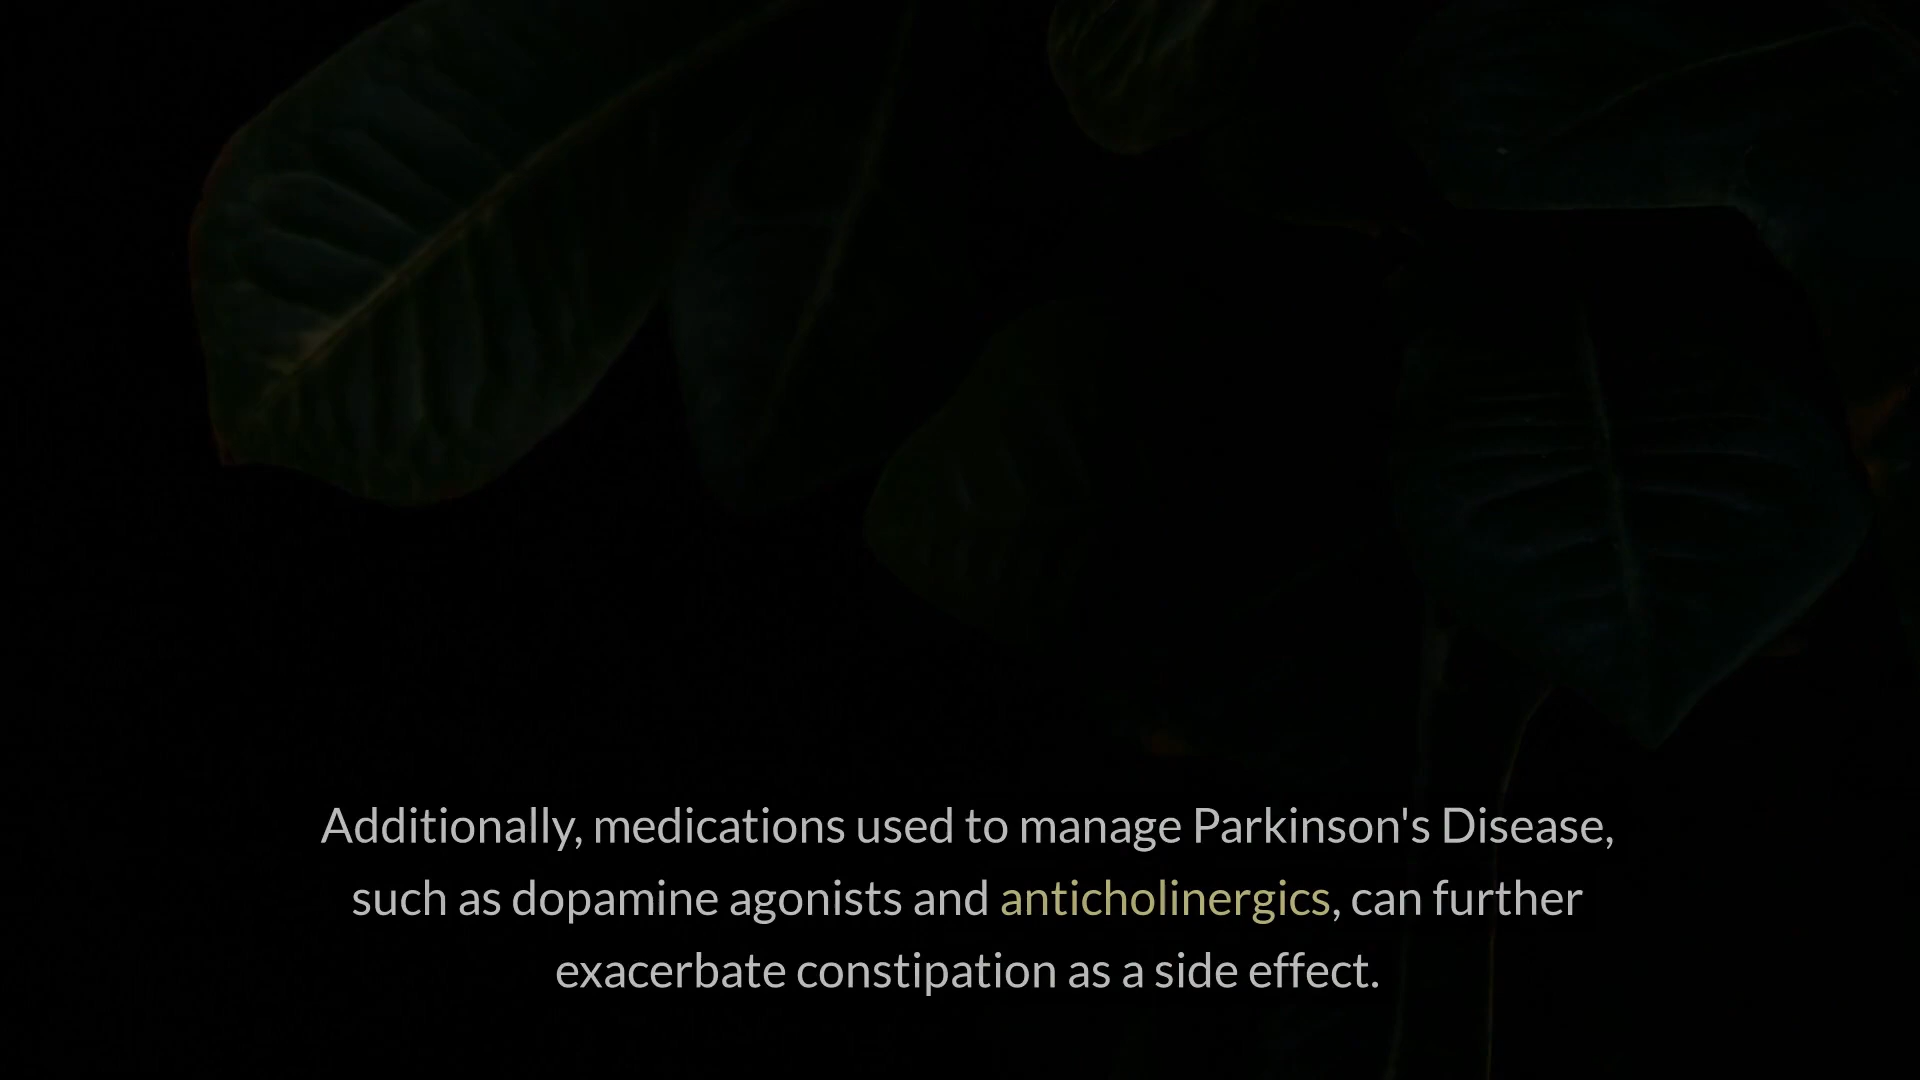 Additionally, medications used to manage Parkinson's Disease,
such as dopamine agonists and anticholinergics, can further
exacerbate constipation as a side effect.